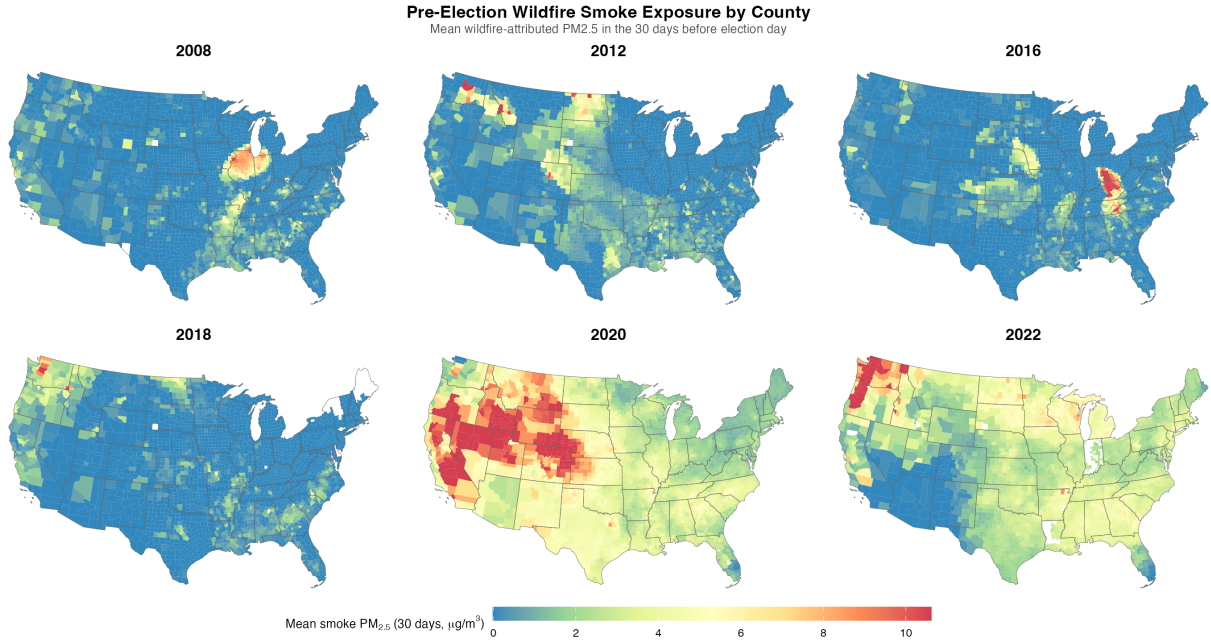 Pre-Election Wildfire Smoke Exposure by County
Mean wildfire-attributed PM2.5 in the 30 days before election day
2008
2012
2016
2018
2020
2022
Mean smoke PM₂.₅ (30 days, μg/m³)
0 2 4 6 8 10